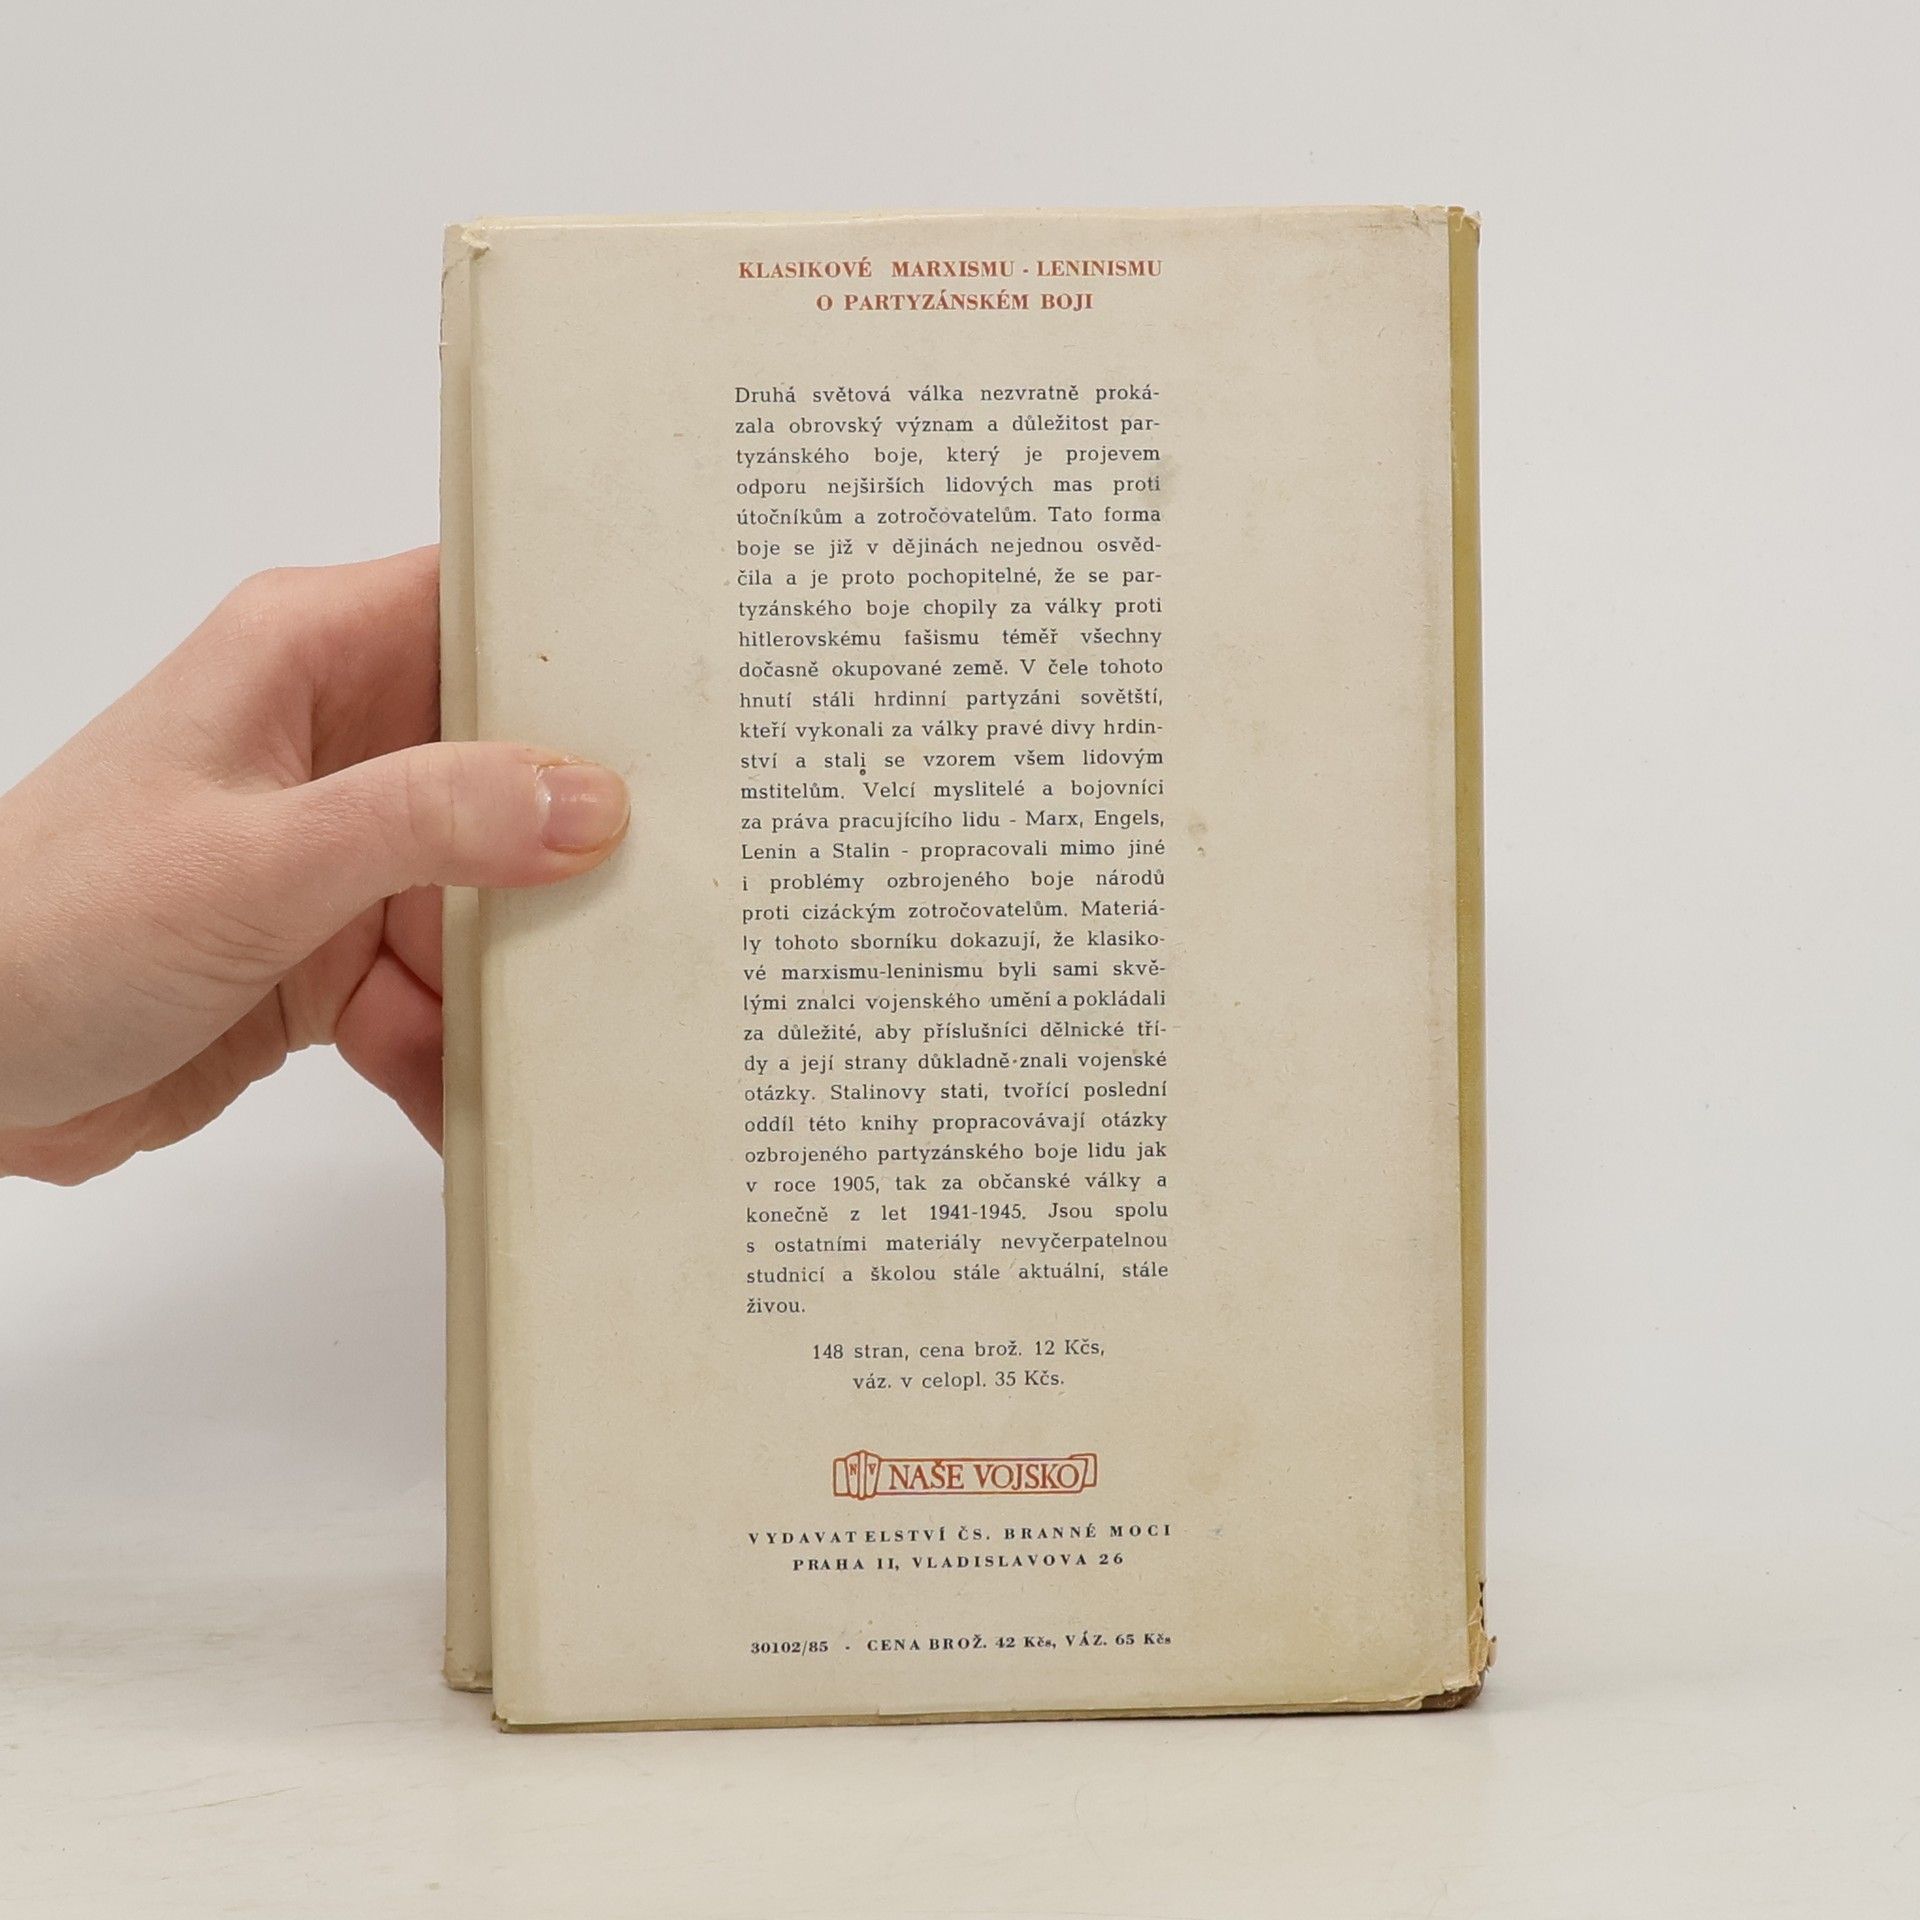 KLASIKOVÉ MARXISMU - LENINISMU
O PARTYZÁNSKÉM BOJI
Druhá světová válka nezvratně proká-
zala obrovský význam a důležitost par-
tyzánského boje, který je projevem
odporu nejširších lidových mas proti
útočníkům a zotročovatelům. Tato forma
boje se již v dějinách nejednou osvěd-
čila a je proto pochopitelné, že se par-
tyzánského boje chopily za války proti
hitlerovskému fašismu téměř všechny
dočasně okupované země. V čele tohoto
hnutí stáli hrdinní partyzáni sovětští,
kteří vykonali za války pravé divy hrdin-
ství a stali se vzorem všem lidovým
mstitelům. Velcí myslitelé a bojovníci
za práva pracujícího lidu - Marx, Engels,
Lenin a Stalin - propracovali mimo jiné
i problémy ozbrojeného boje národů
proti cizáckým zotročovatelům. Materiá-
ly tohoto sborníku dokazují, že klasiko-
vé marxismu-leninismu byli sami skvě-
lými znalci vojenského umění a pokládali
za důležité, aby příslušníci dělnické tří-
dy a její strany důkladně znali vojenské
otázky. Stalinovy stati, tvořící poslední
oddíl této knihy propracovávají otázky
ozbrojeného partyzánského boje lidu jak
v roce 1905, tak za občanské války a
konečně z let 1941-1945. Jsou spolu
s ostatními materiály nevyčerpatelnou
studnicí a školou stále aktuální, stále
živou.
148 stran, cena brož. 12 Kčs,
váz. v celopl. 35 Kčs.
N V NAŠE VOJSKO
VYDAVATELSTVÍ ČS. BRANNÉ MOCI
PRAHA II, VLADISLAVOVA 26
30102/85 - CENA BROŽ. 42 Kčs, VÁZ. 65 Kčs